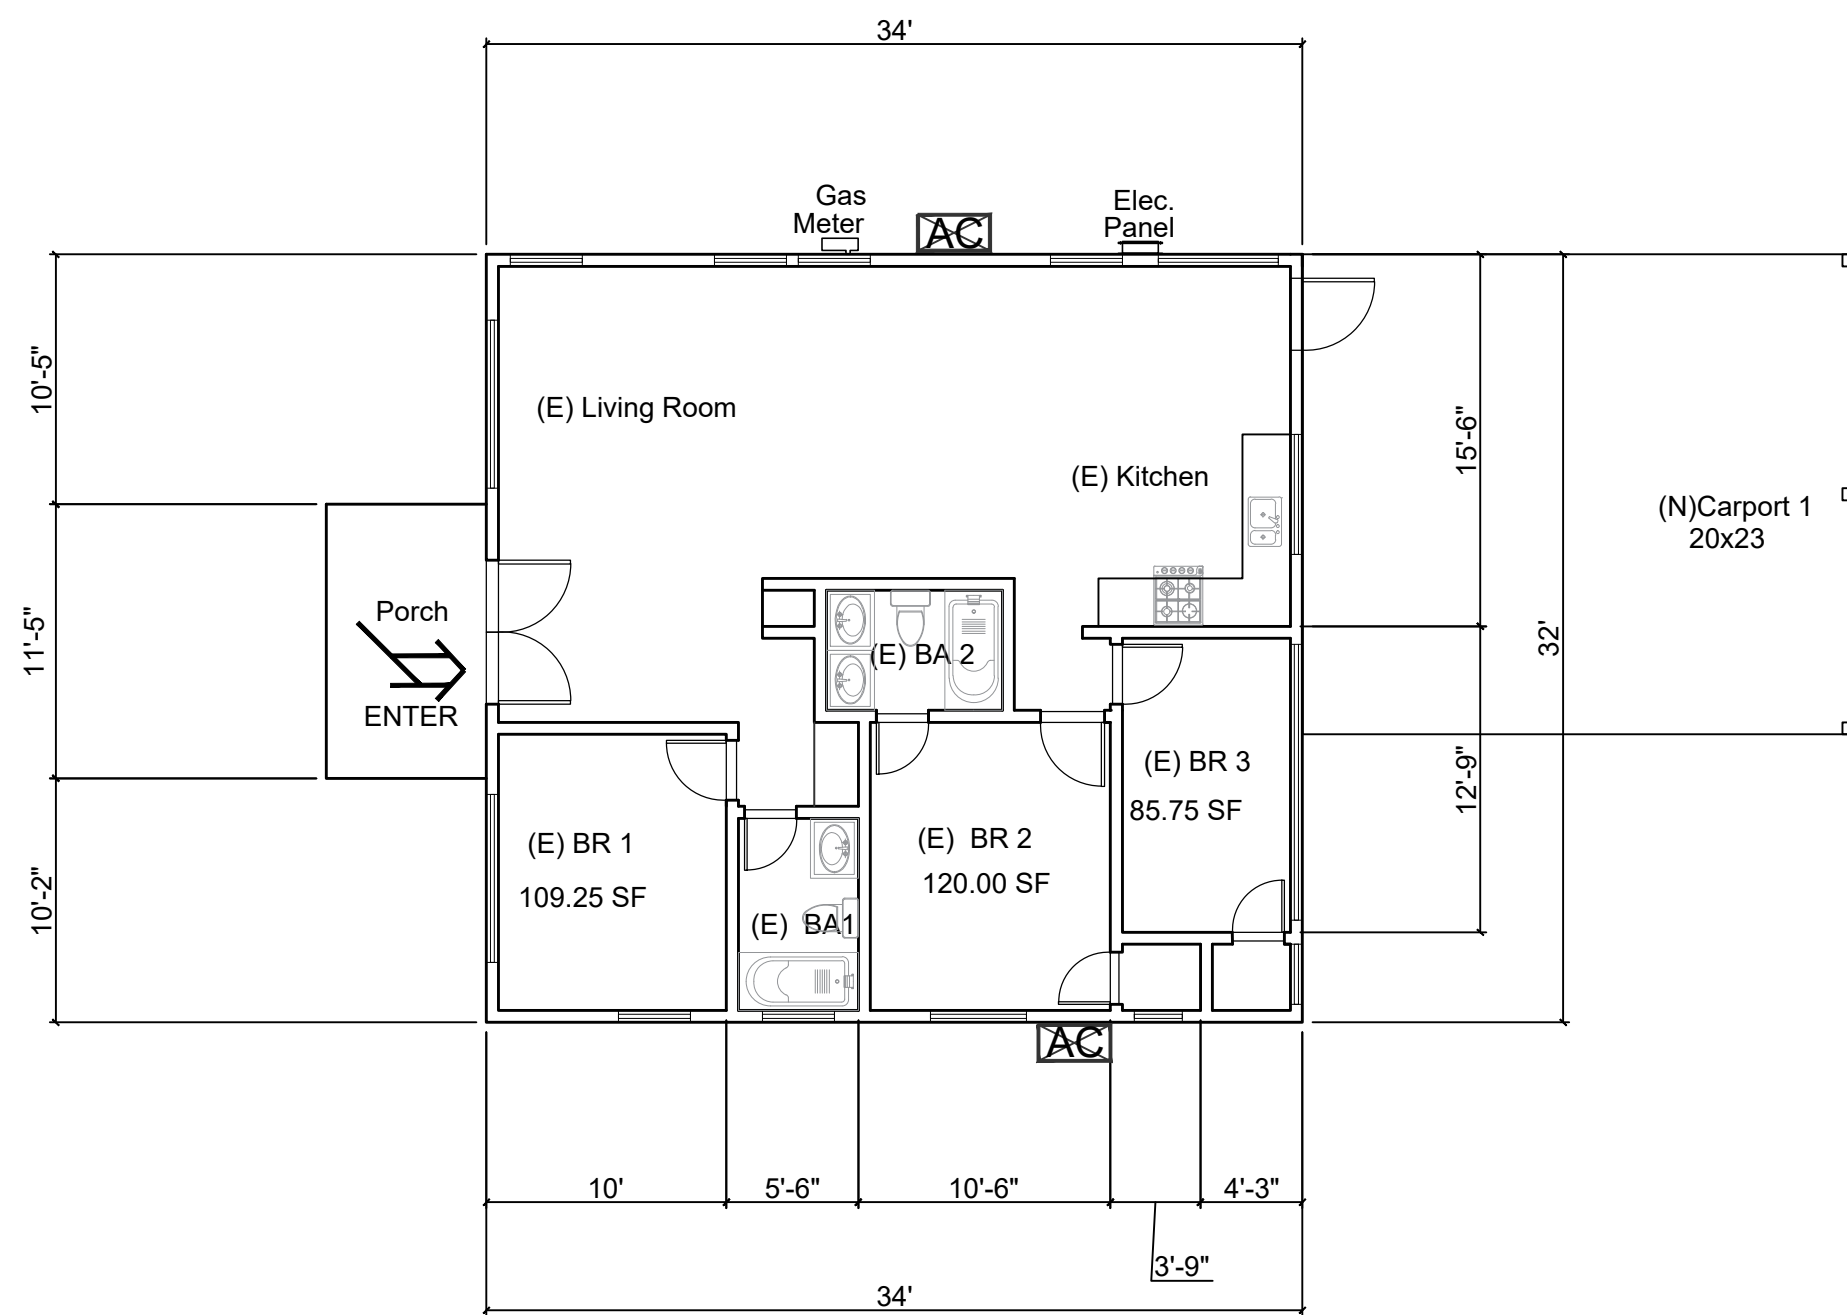 34'
Gas
Meter
AC
Elec.
Panel
10'-5"
(E) Living Room
15'-6"
(E) Kitchen
(N)Carport 1
20x23
Porch
11'-5"
32'
(E) BA 2
ENTER
(E) BR 3
85.75 SF
12'-9"
(E) BR 1
109.25 SF
(E) BR 2
120.00 SF
10'-2"
(E) BA1
AC
10'
5'-6"
10'-6"
4'-3"
3'-9"
34'